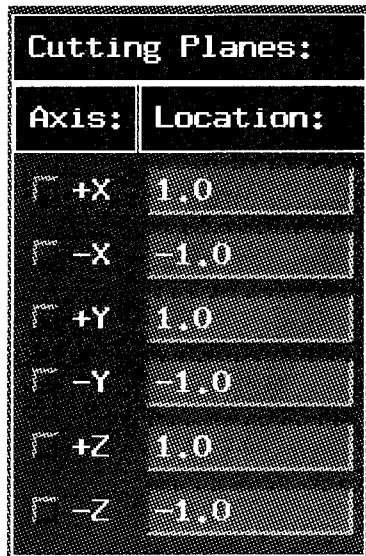 Cutting Planes:
Axis: Location:
+X 1.0
-X -1.0
+Y 1.0
-Y -1.0
+Z 1.0
-Z -1.0